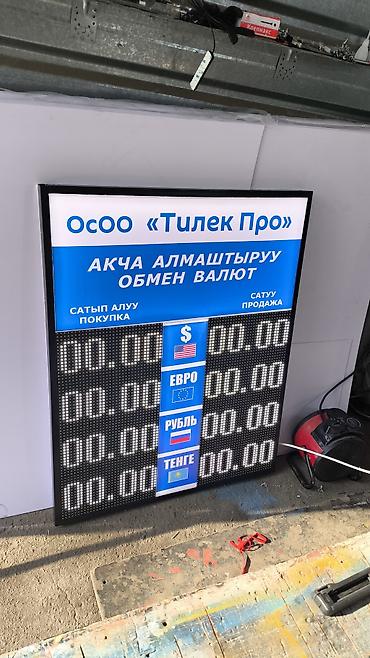 ОсОО «Тилек Про»
АКЧА АЛМАШТЫРУУ
ОБМЕН ВАЛЮТ
САТЫП АЛУУ
ПОКУПКА
САТУУ
ПРОДАЖА
00.00 $ 00.00
00.00 ЕВРО 00.00
00.00 РУБЛЬ 00.00
00.00 ТЕНГЕ 00.00